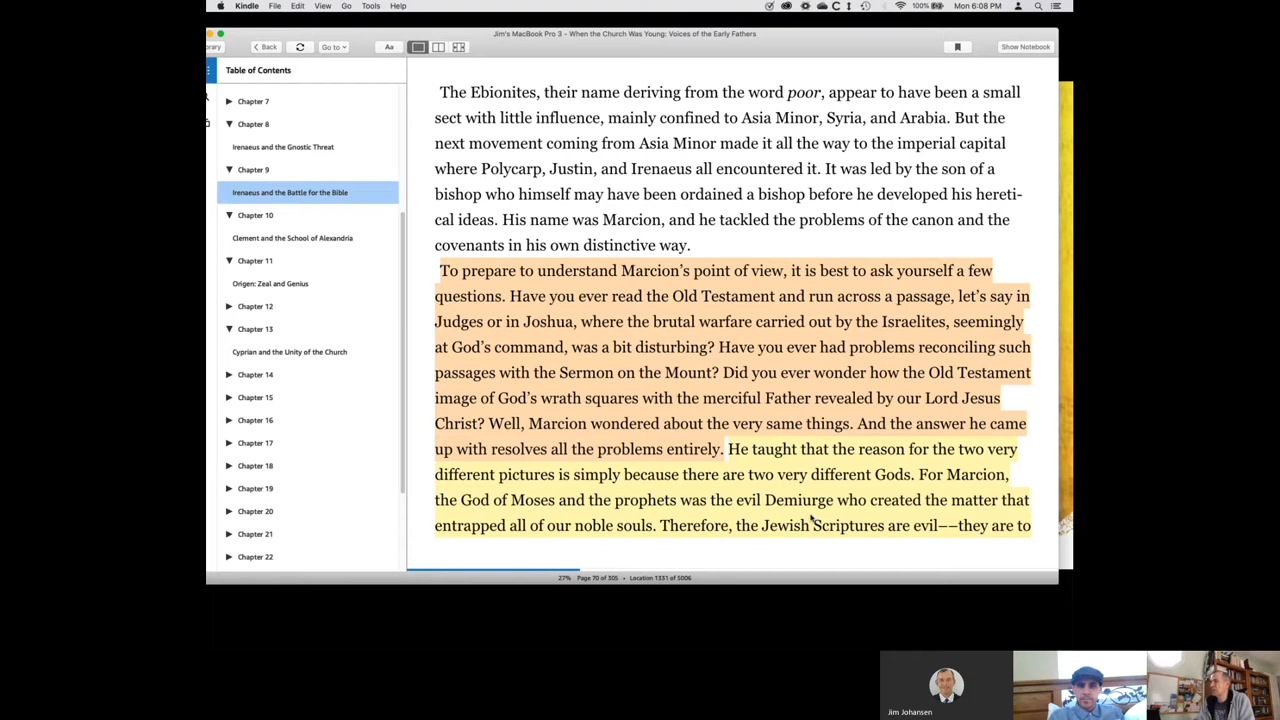 Kindle File Edit View Go Tools Help
100% Mon 6:08 PM
Jim's MacBook Pro 3 - When the Church Was Young: Voices of the Early Fathers
Back
Go to
Aa
Show Notebook
Table of Contents
Chapter 7
Chapter 8
Irenaeus and the Gnostic Threat
Chapter 9
Irenaeus and the Battle for the Bible
Chapter 10
Clement and the School of Alexandria
Chapter 11
Origen: Zeal and Genius
Chapter 12
Chapter 13
Cyprian and the Unity of the Church
Chapter 14
Chapter 15
Chapter 16
Chapter 17
Chapter 18
Chapter 19
Chapter 20
Chapter 21
Chapter 22
The Ebionites, their name deriving from the word poor, appear to have been a small
sect with little influence, mainly confined to Asia Minor, Syria, and Arabia. But the
next movement coming from Asia Minor made it all the way to the imperial capital
where Polycarp, Justin, and Irenaeus all encountered it. It was led by the son of a
bishop who himself may have been ordained a bishop before he developed his hereti-
cal ideas. His name was Marcion, and he tackled the problems of the canon and the
covenants in his own distinctive way.
To prepare to understand Marcion's point of view, it is best to ask yourself a few
questions. Have you ever read the Old Testament and run across a passage, let's say in
Judges or in Joshua, where the brutal warfare carried out by the Israelites, seemingly
at God's command, was a bit disturbing? Have you ever had problems reconciling such
passages with the Sermon on the Mount? Did you ever wonder how the Old Testament
image of God's wrath squares with the merciful Father revealed by our Lord Jesus
Christ? Well, Marcion wondered about the very same things. And the answer he came
up with resolves all the problems entirely. He taught that the reason for the two very
different pictures is simply because there are two very different Gods. For Marcion,
the God of Moses and the prophets was the evil Demiurge who created the matter that
entrapped all of our noble souls. Therefore, the Jewish Scriptures are evil––they are to
27% Page 70 of 305 • Location 1331 of 5006
Jim Johansen